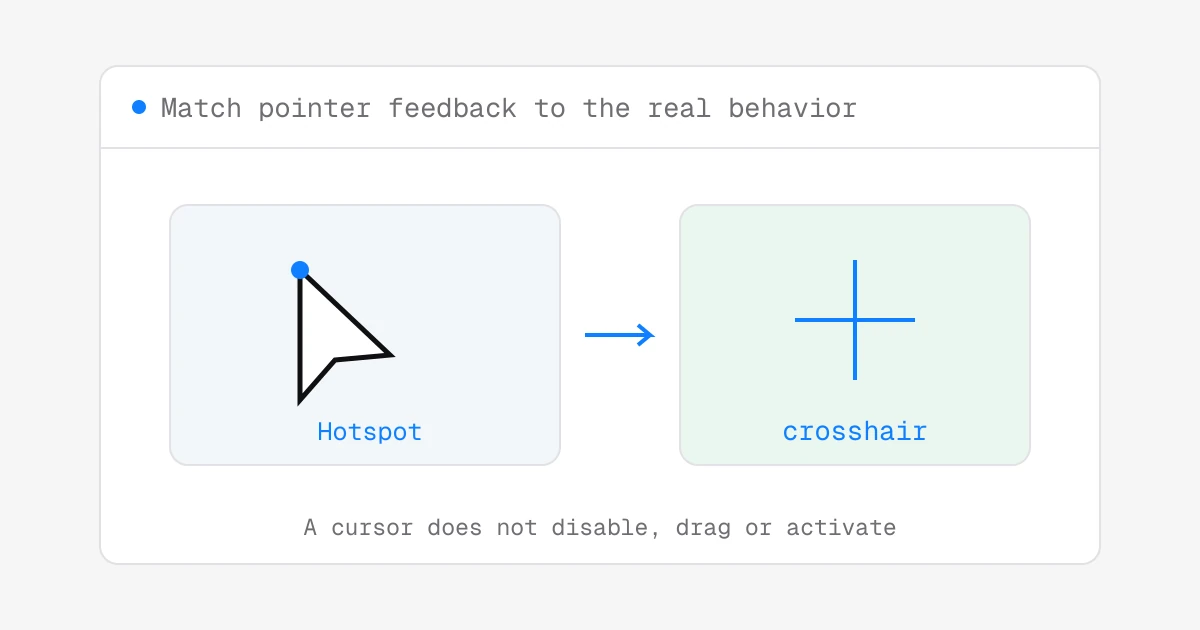 Match pointer feedback to the real behavior
Hotspot
crosshair
A cursor does not disable, drag or activate